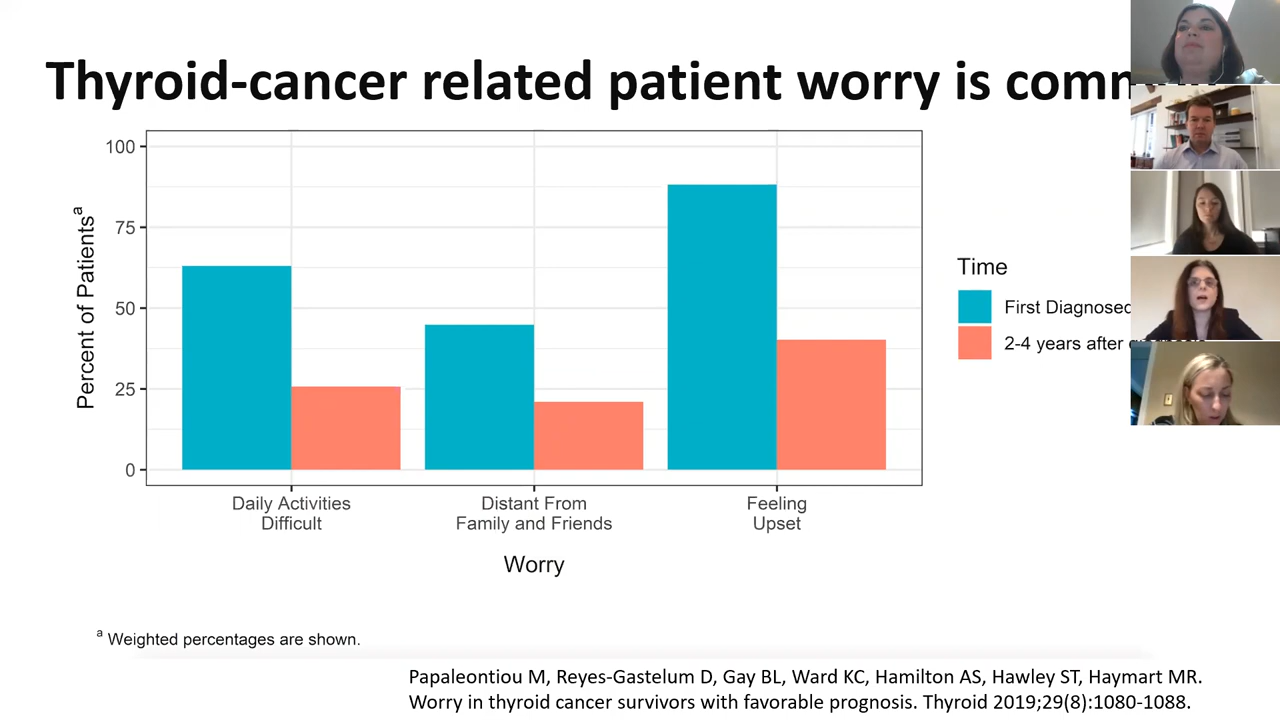 Thyroid-cancer related patient worry is comm
100
75
50
25
0
Percent of Patientsᵃ
Daily Activities
Difficult
Distant From
Family and Friends
Feeling
Upset
Worry
Time
First Diagnosed
2-4 years after
ᵃ Weighted percentages are shown.
Papaleontiou M, Reyes-Gastelum D, Gay BL, Ward KC, Hamilton AS, Hawley ST, Haymart MR.
Worry in thyroid cancer survivors with favorable prognosis. Thyroid 2019;29(8):1080-1088.